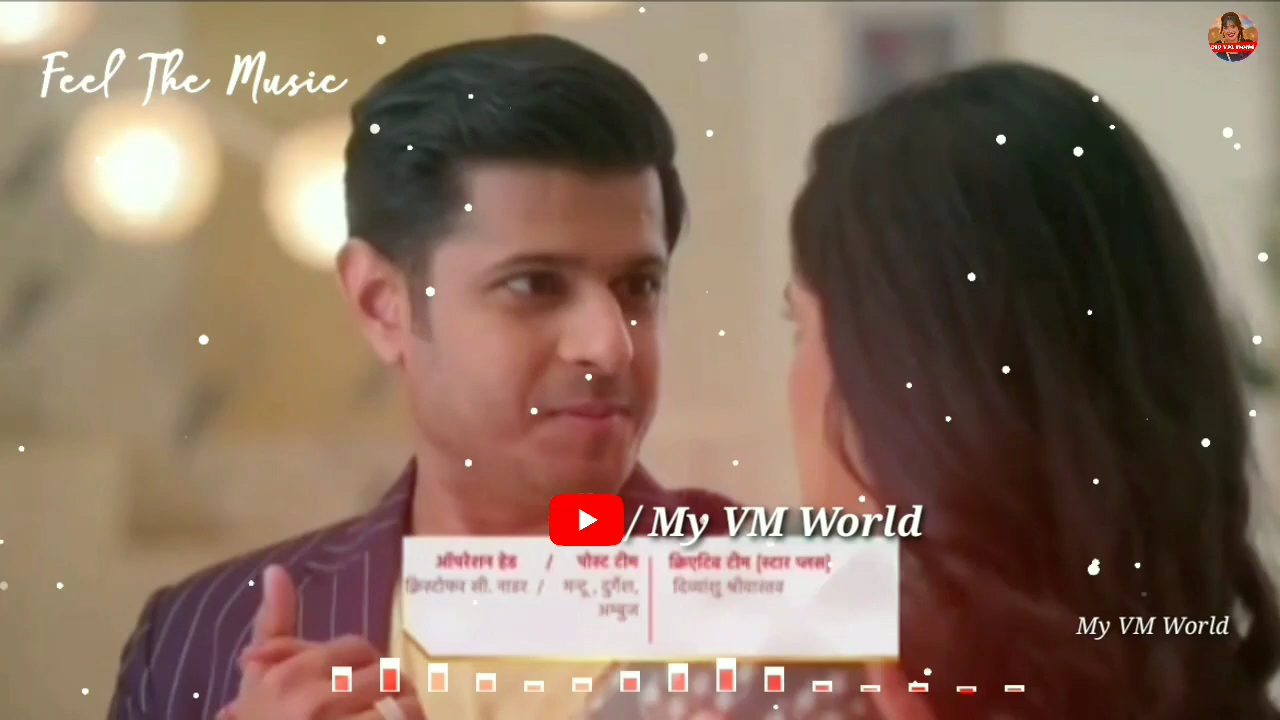 Feel The Music
/ My VM World
ऑपरेशन हेड / पोस्ट टीम
क्रिएटिव टीम (स्टार प्लस)
क्रिस्टोफर सी. नाडर / मन्टू , दुर्गेश,
अम्बुज
दिव्यांशु श्रीवास्तव
My VM World